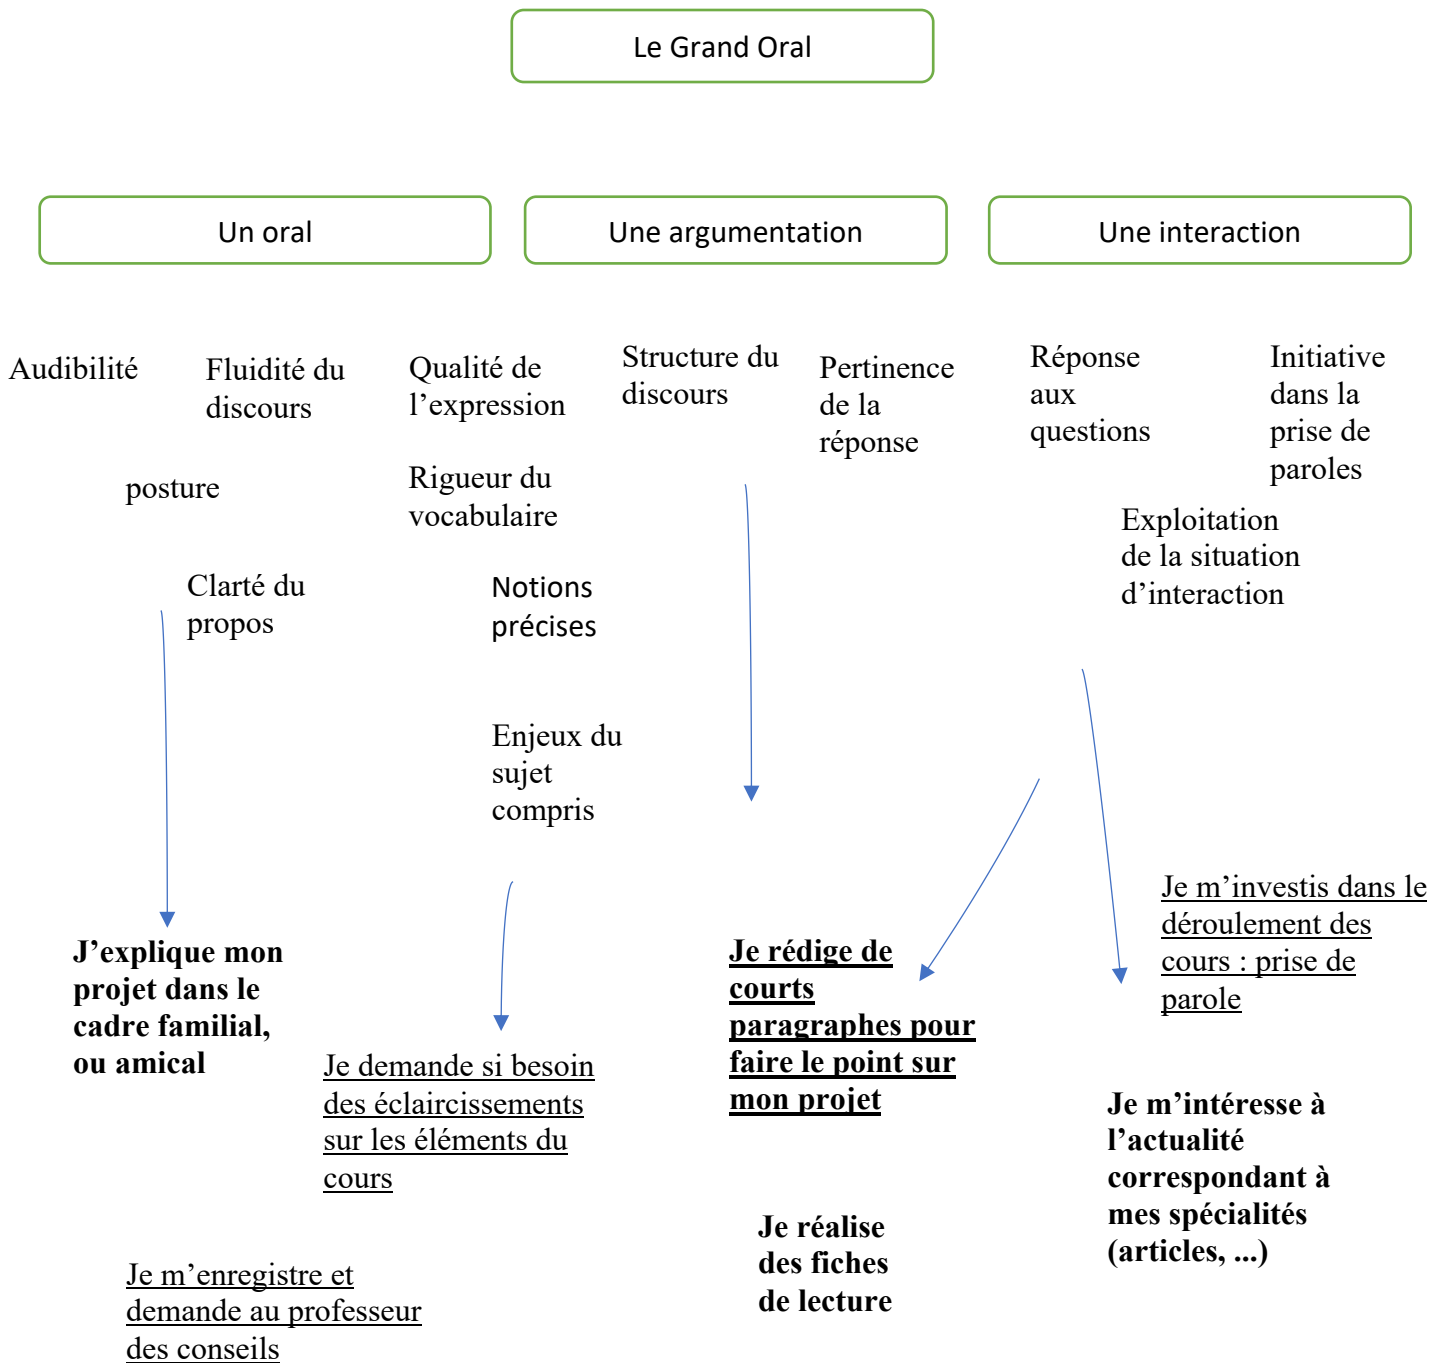 Le Grand Oral
Un oral
Une argumentation
Une interaction
Audibilité
Fluidité du
discours
Qualité de
l’expression
Structure du
discours
Pertinence
de la
réponse
Réponse
aux
questions
Initiative
dans la
prise de
paroles
posture
Rigueur du
vocabulaire
Exploitation
de la situation
d’interaction
Clarté du
propos
Notions
précises
Enjeux du
sujet
compris
J’explique mon
projet dans le
cadre familial,
ou amical
Je demande si besoin
des éclaircissements
sur les éléments du
cours
Je m’enregistre et
demande au professeur
des conseils
Je rédige de
courts
paragraphes pour
faire le point sur
mon projet
Je réalise
des fiches
de lecture
Je m’investis dans le
déroulement des
cours : prise de
parole
Je m’intéresse à
l’actualité
correspondant à
mes spécialités
(articles, ...)